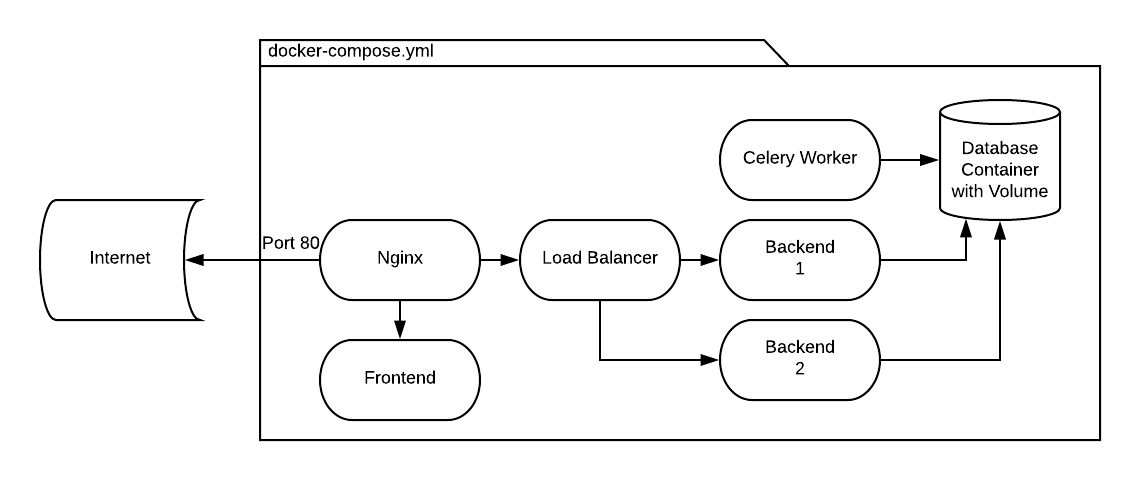 docker-compose.yml
Celery Worker
Database
Container
with Volume
Internet
Port 80
Nginx
Load Balancer
Backend
1
Frontend
Backend
2